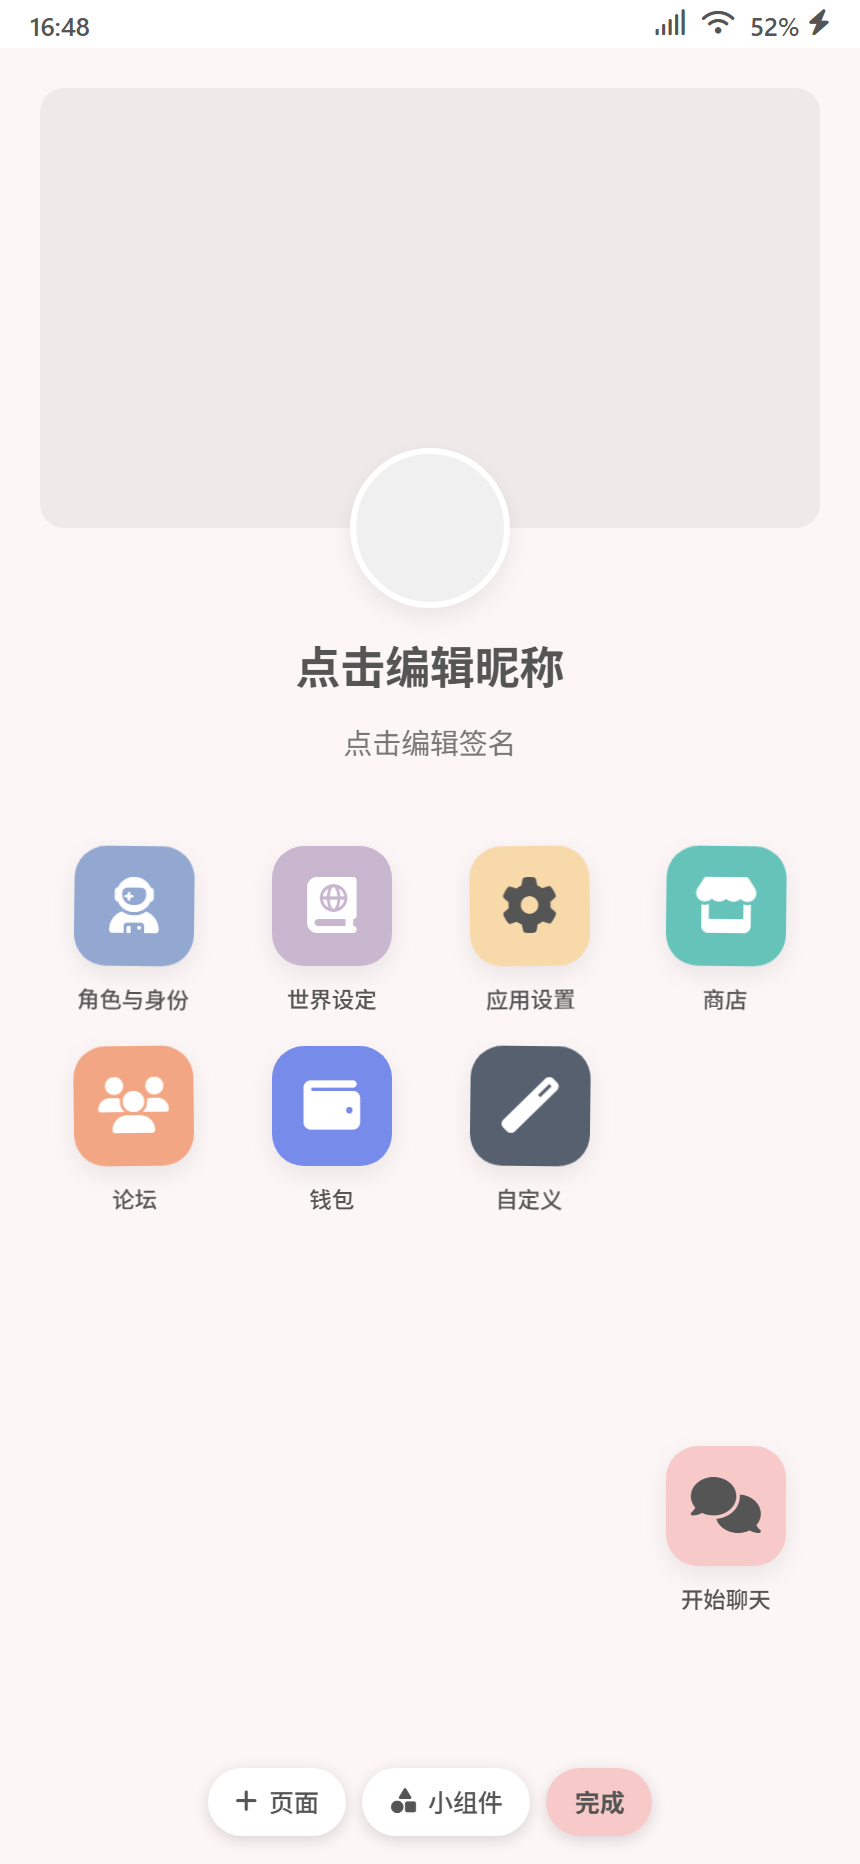 16:48
52%
点击编辑昵称
点击编辑签名
角色与身份
世界设定
应用设置
商店
论坛
钱包
自定义
开始聊天
页面
小组件
完成